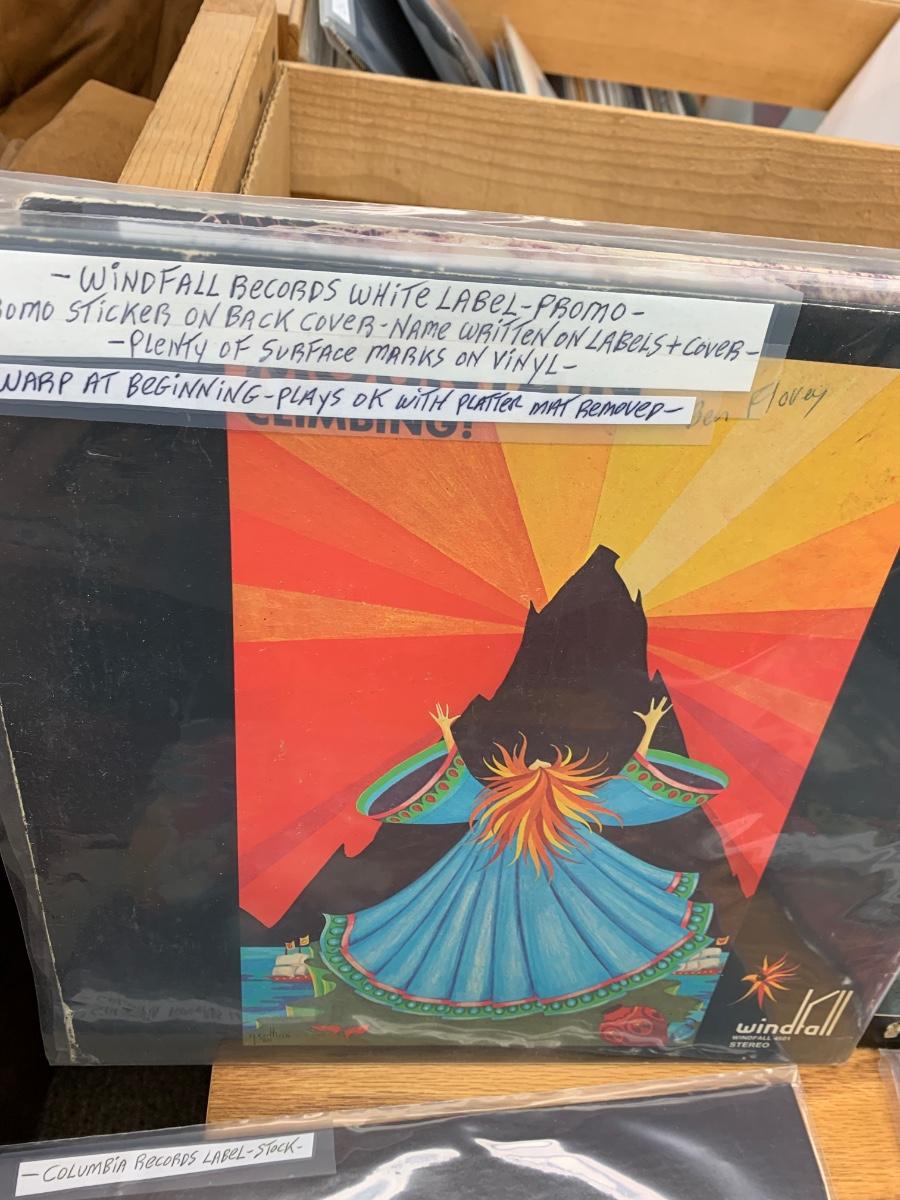 -WINDFALL RECORDS WHITE LABEL-PROMO-
OMO STICKER ON BACK COVER-NAME WRITTEN ON LABELS+COVER-
-PLENTY OF SURFACE MARKS ON VINYL-
WARP AT BEGINNING-PLAYS OK WITH PLATTER MAT REMOVED-
Ben
CLIMBING!
windfall
WINDFALL 4501
STEREO
-COLUMBIA RECORDS LABEL-STOCK-